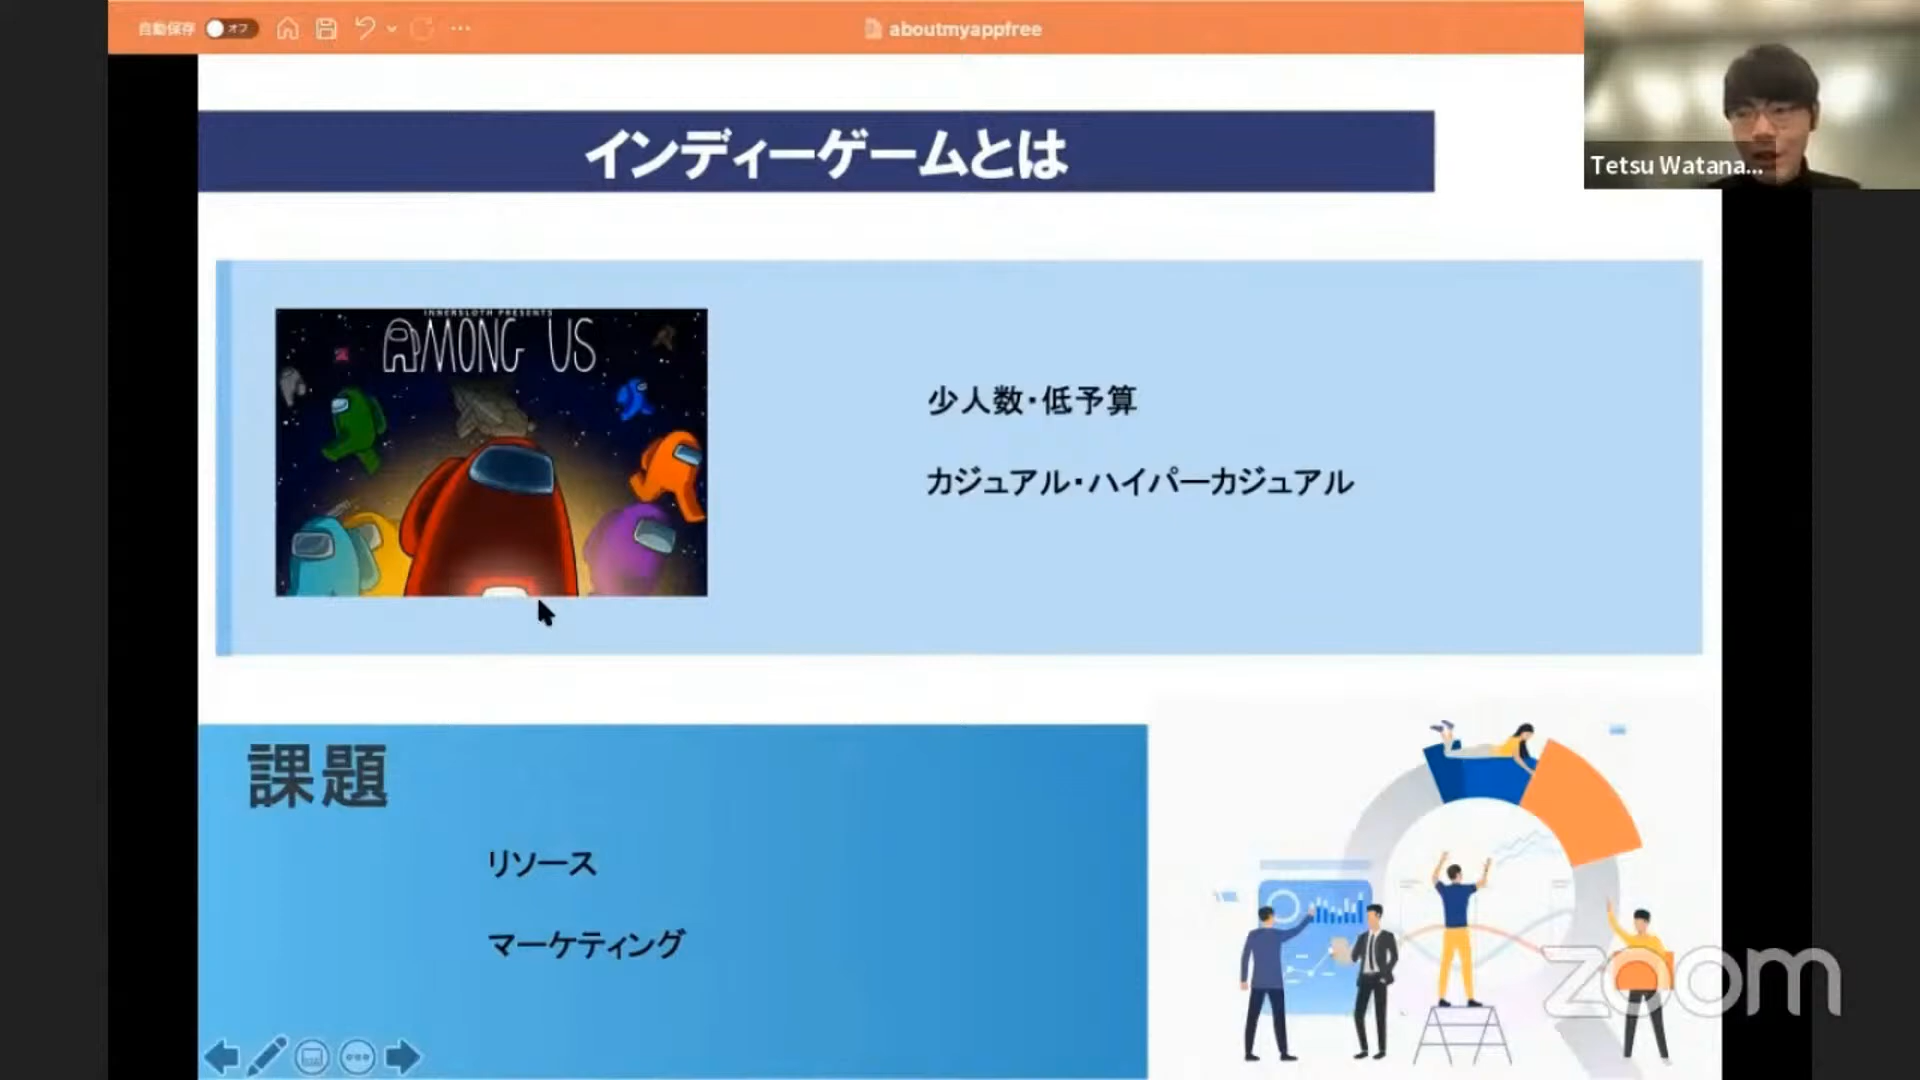 自動保存 オフ
aboutmyappfree
Tetsu Watana...
インディーゲームとは
INNERSLOTH PRESENTS
AMONG US
少人数・低予算
カジュアル・ハイパーカジュアル
課題
リソース
マーケティング
zoom